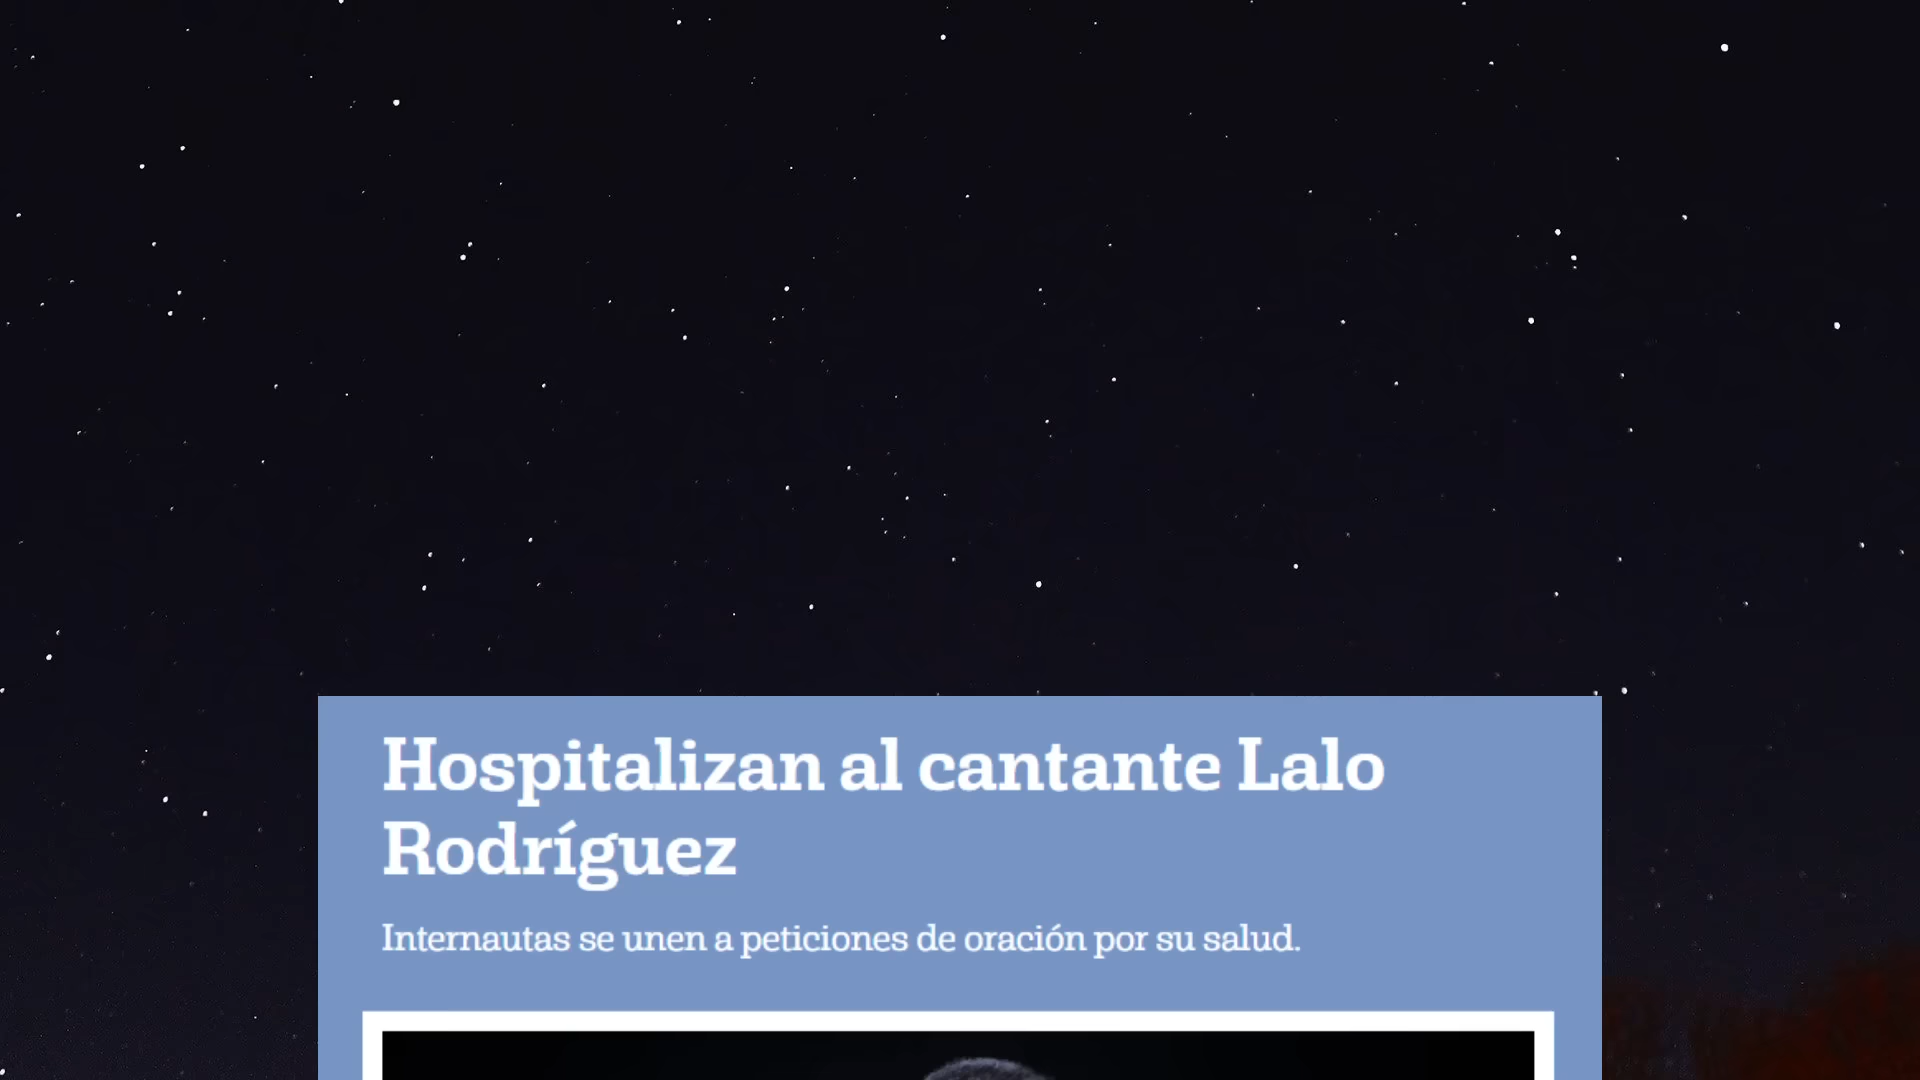 Hospitalizan al cantante Lalo
Rodríguez
Internautas se unen a peticiones de oración por su salud.